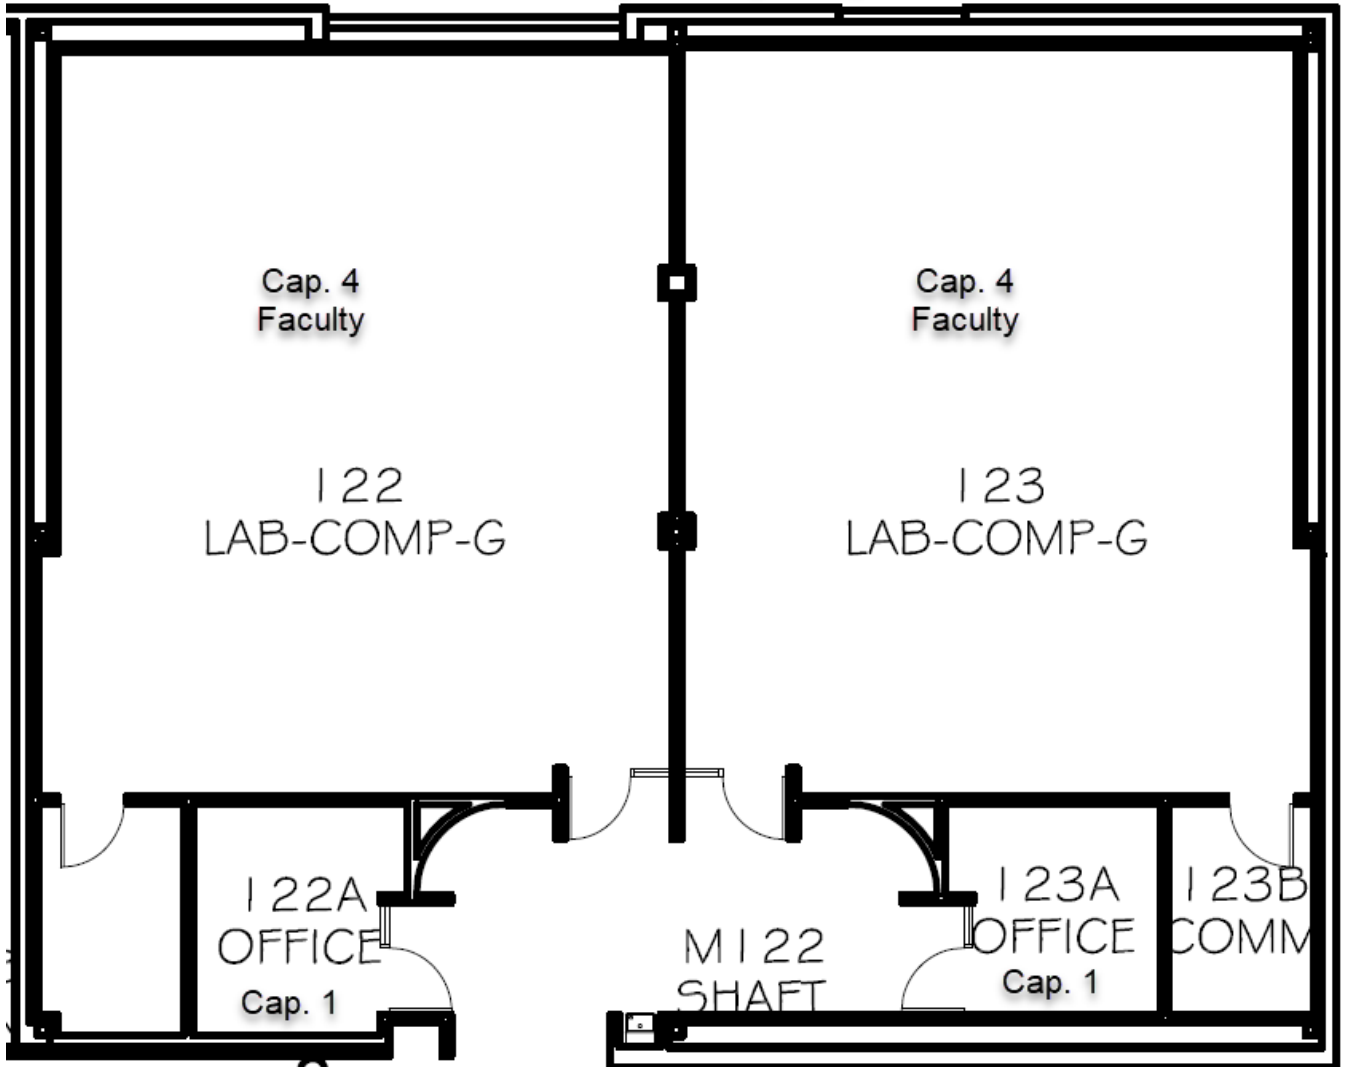 Cap. 4
Faculty
122
LAB-COMP-G
Cap. 4
Faculty
123
LAB-COMP-G
122A
OFFICE
Cap. 1
M122
SHAFT
123A
OFFICE
Cap. 1
123B
COMM